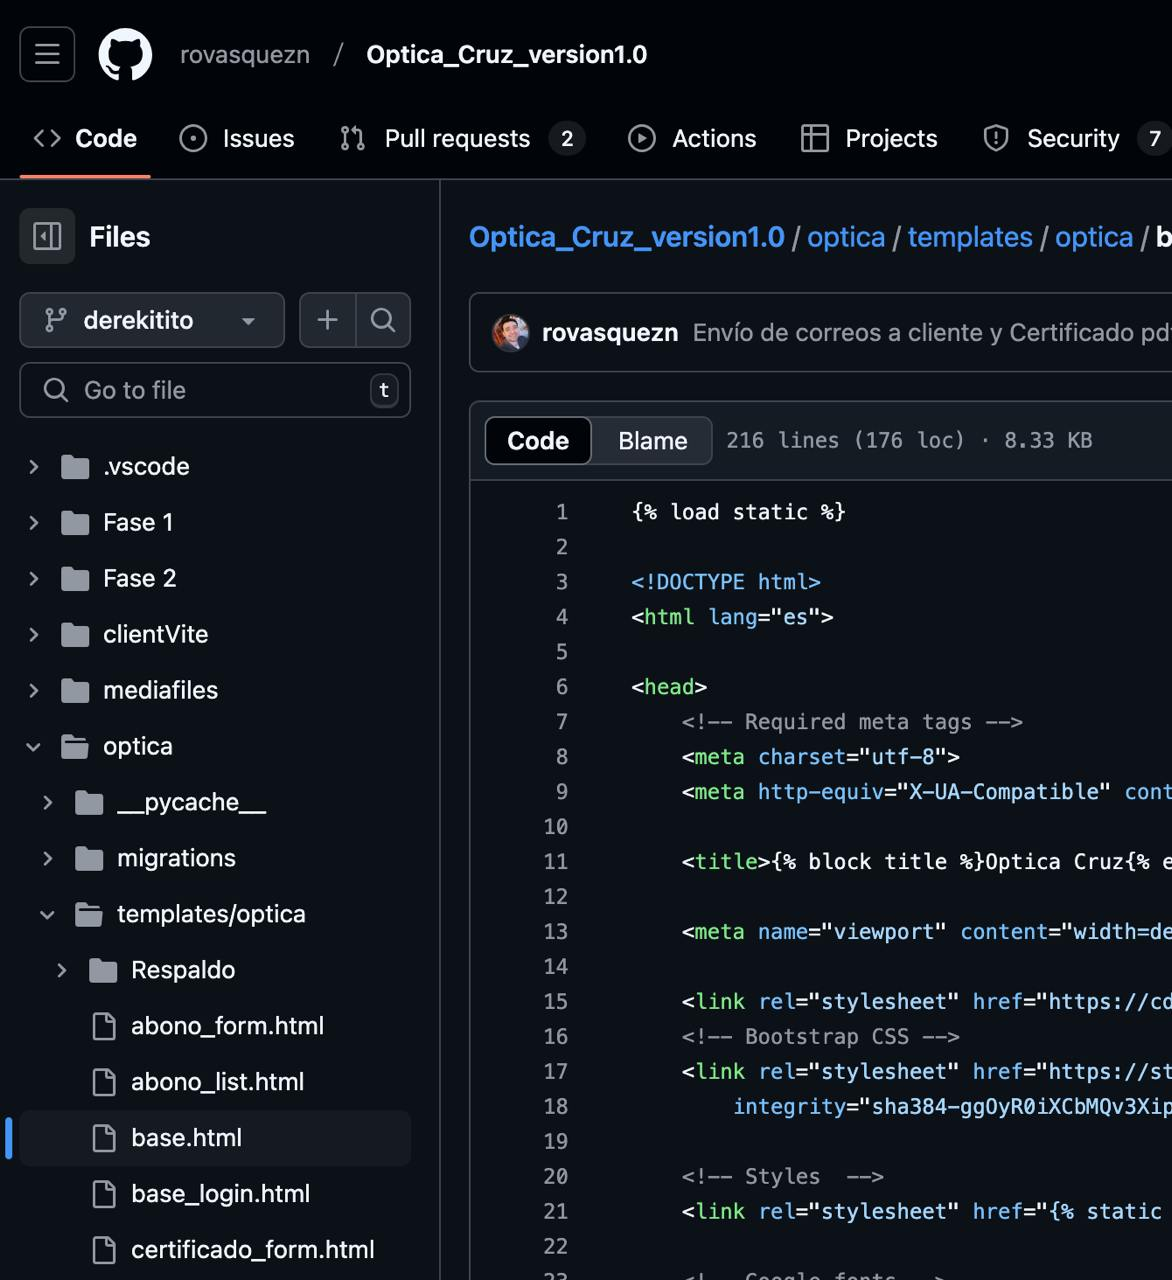 rovasquezn / Optica_Cruz_version1.0
Code Issues Pull requests 2 Actions Projects Security 7
Files
derekitito
Go to file t
.vscode
Fase 1
Fase 2
clientVite
mediafiles
optica
__pycache__
migrations
templates/optica
Respaldo
abono_form.html
abono_list.html
base.html
base_login.html
certificado_form.html
Optica_Cruz_version1.0 / optica / templates / optica / b
rovasquezn Envío de correos a cliente y Certificado pd
Code Blame 216 lines (176 loc) · 8.33 KB
1 {% load static %}
2
3 <!DOCTYPE html>
4 <html lang="es">
5
6 <head>
7 <!-- Required meta tags -->
8 <meta charset="utf-8">
9 <meta http-equiv="X-UA-Compatible" cont
10
11 <title>{% block title %}Optica Cruz{% e
12
13 <meta name="viewport" content="width=de
14
15 <link rel="stylesheet" href="https://cd
16 <!-- Bootstrap CSS -->
17 <link rel="stylesheet" href="https://st
18 integrity="sha384-ggOyR0iXCbMQv3Xip
19
20 <!-- Styles  -->
21 <link rel="stylesheet" href="{% static
22
23 <!-- Google fonts -->